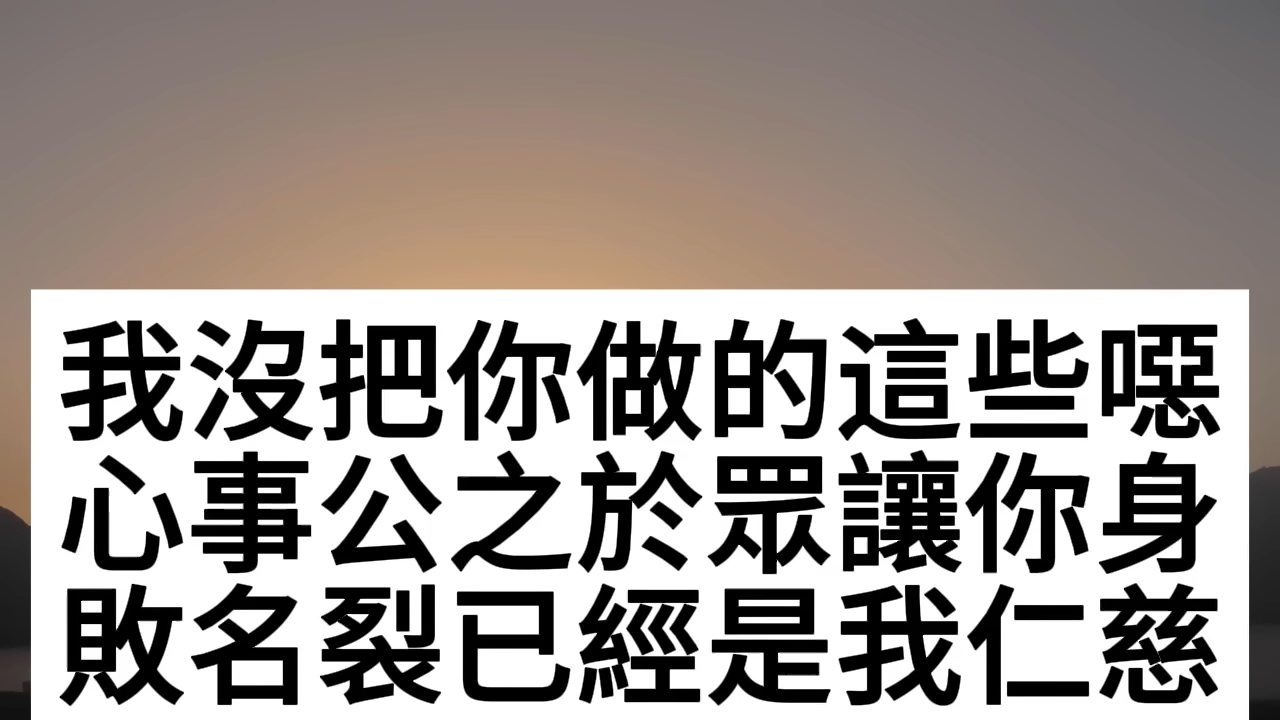 我沒把你做的這些噁
心事公之於眾讓你身
敗名裂已經是我仁慈